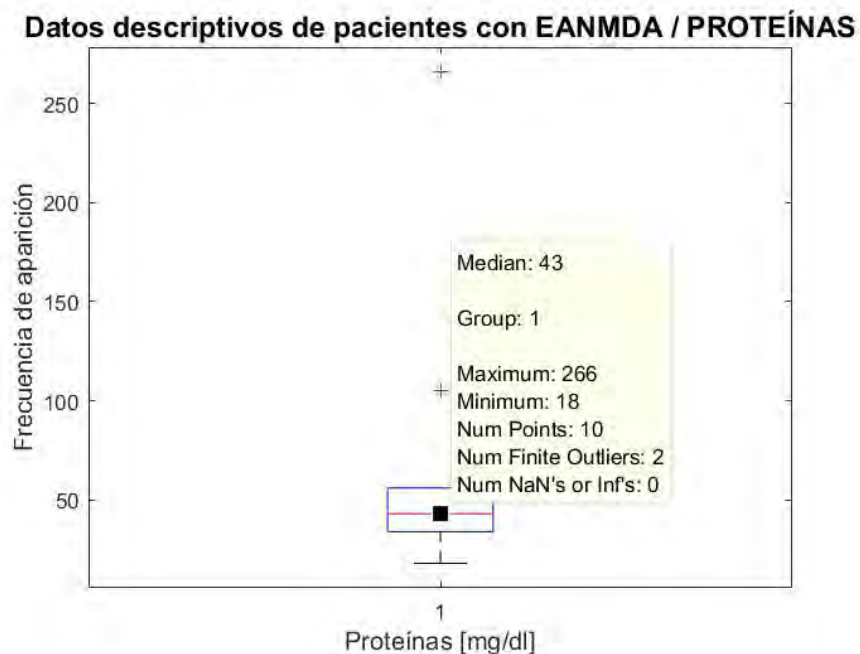 Datos descriptivos de pacientes con EANMDA / PROTEÍNAS
Frecuencia de aparición
250
200
150
100
50
Median: 43
Group: 1
Maximum: 266
Minimum: 18
Num Points: 10
Num Finite Outliers: 2
Num NaN's or Inf's: 0
1
Proteínas [mg/dl]